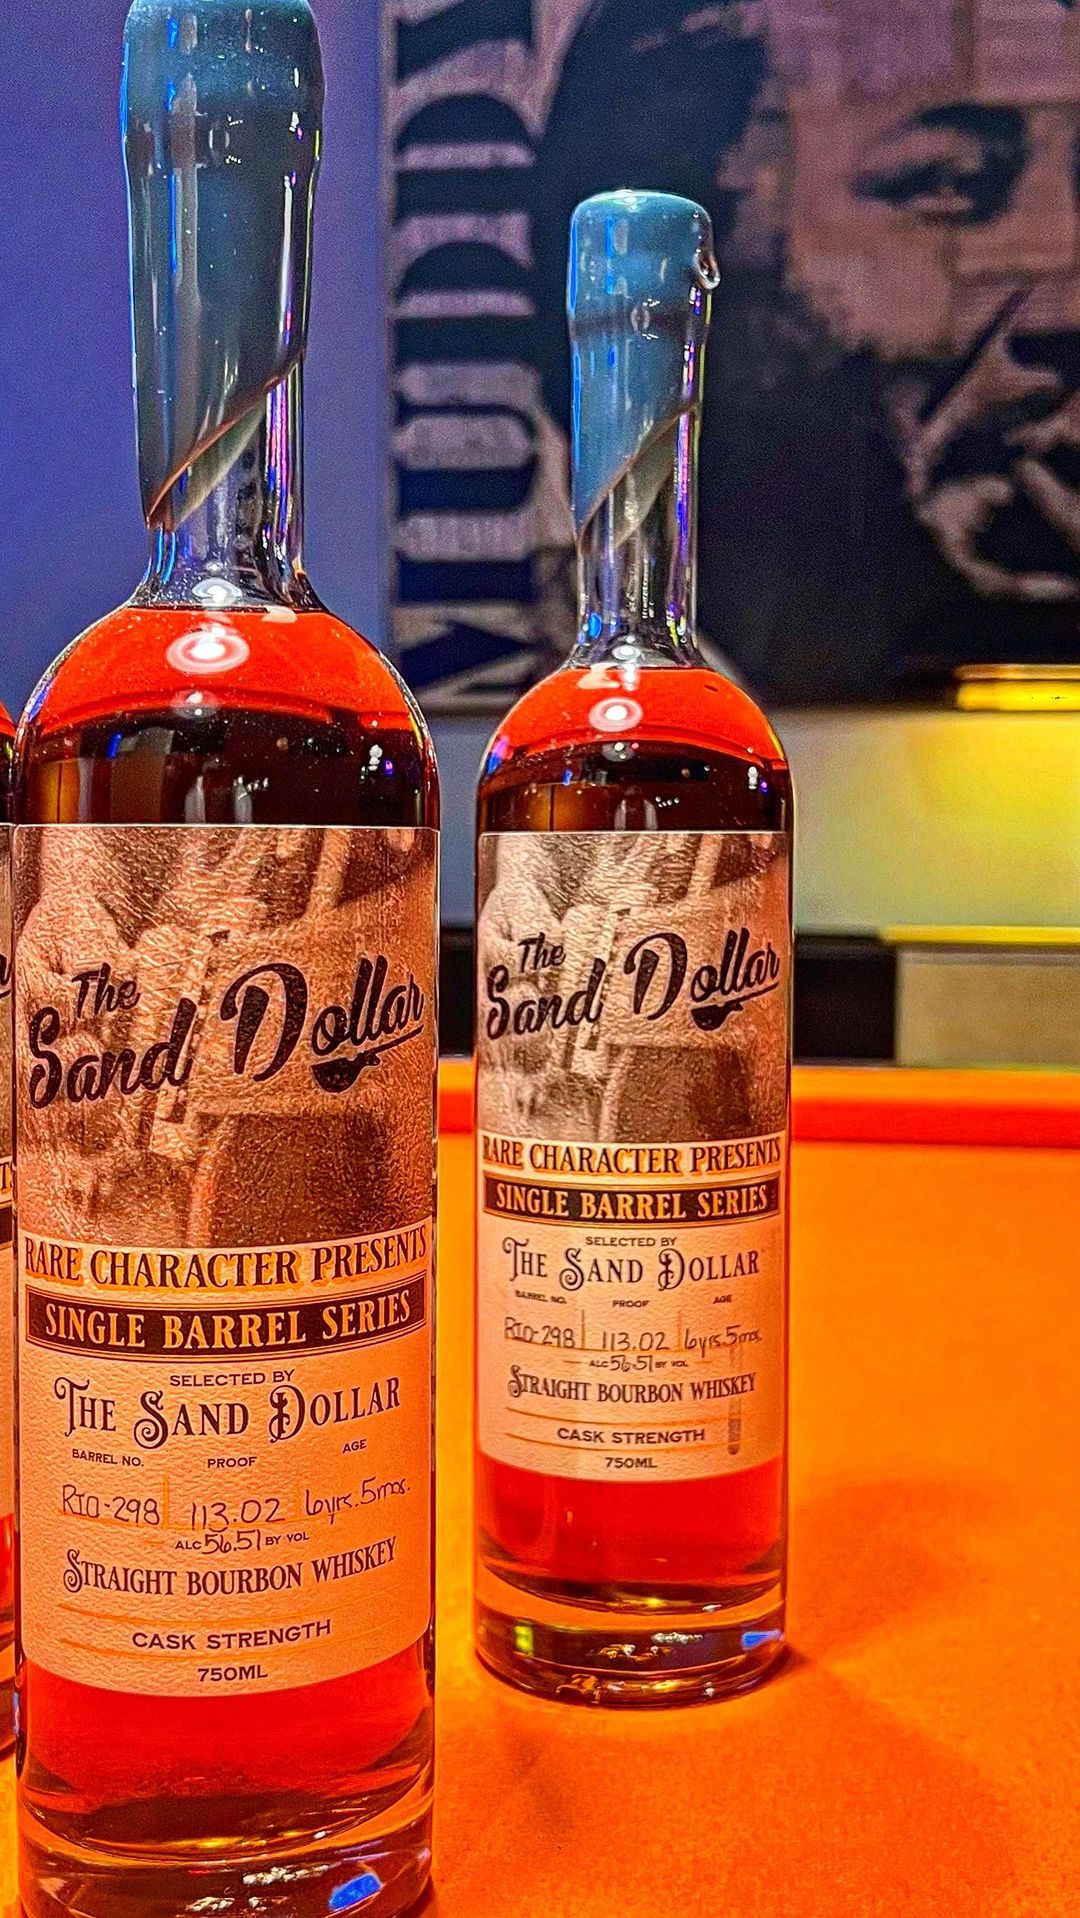 MUDDY
The
Sand Dollar
RARE CHARACTER PRESENTS
SINGLE BARREL SERIES
SELECTED BY
THE SAND DOLLAR
BARREL NO. PROOF AGE
RIO-298 113.02 6yrs. 5mos.
ALC 56.51 BY VOL
STRAIGHT BOURBON WHISKEY
CASK STRENGTH
750ML
The
Sand Dollar
RARE CHARACTER PRESENTS
SINGLE BARREL SERIES
SELECTED BY
THE SAND DOLLAR
BARREL NO. PROOF AGE
RIO-298 113.02 6yrs. 5mos.
ALC 56.51 BY VOL
STRAIGHT BOURBON WHISKEY
CASK STRENGTH
750ML